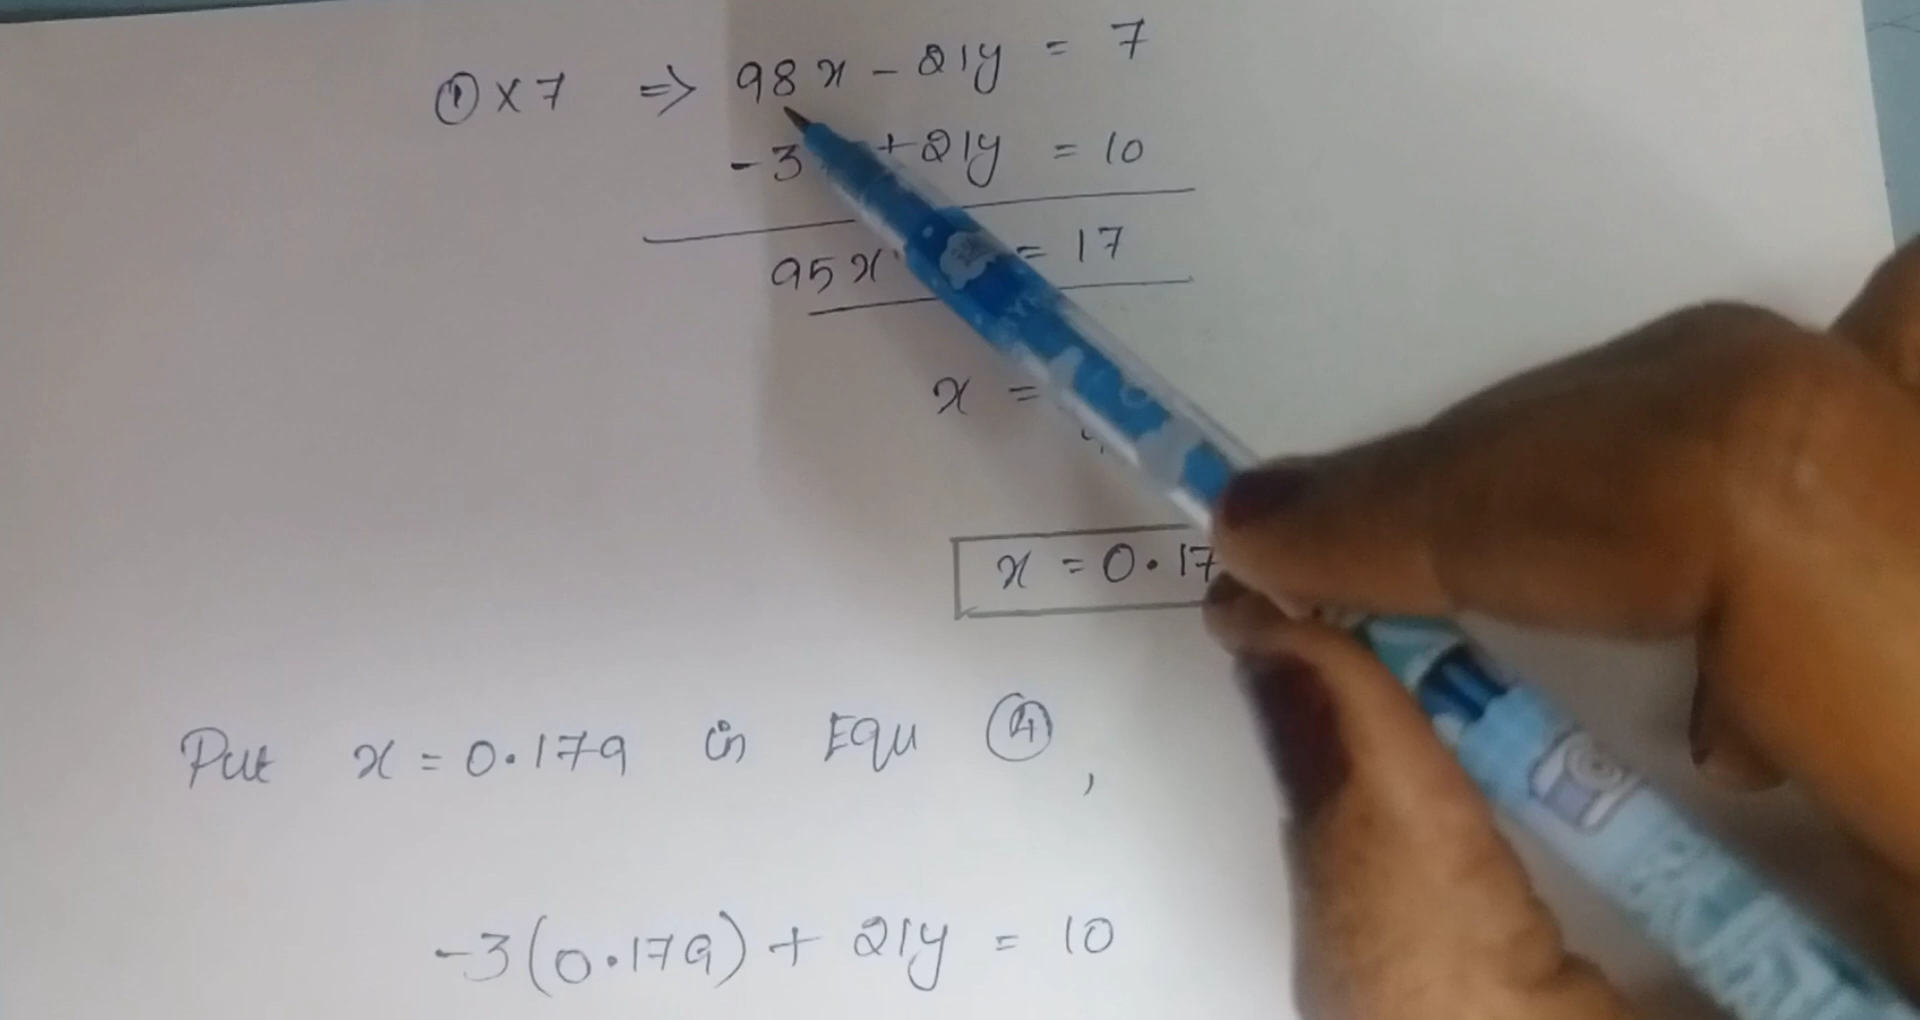 ① × 7 ⇒ 98x - 21y = 7
-3 + 21y = 10
95x = 17
x =
x = 0.17
Put x = 0.179 in Equ ④,
-3(0.179) + 21y = 10